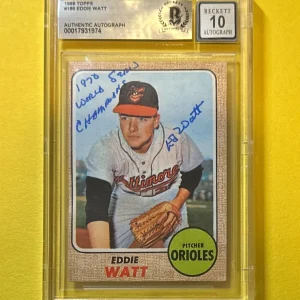 1968 TOPPS
#186 EDDIE WATT
AUTHENTIC AUTOGRAPH
00017931974
BECKETT
10
AUTOGRAPH
1970
WORLD SERIES
CHAMPIONS
Ed Watt
Baltimore
EDDIE
WATT
PITCHER
ORIOLES